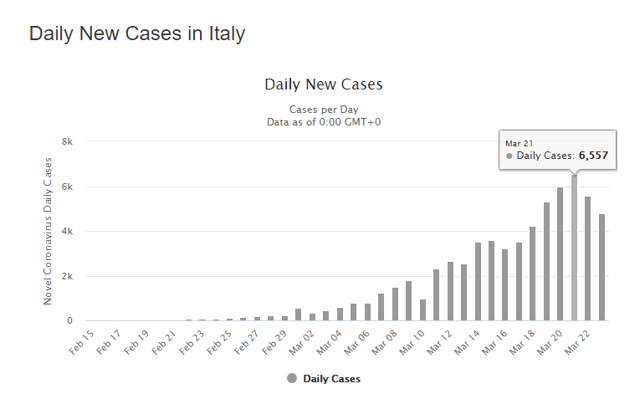 Daily New Cases in Italy
Daily New Cases
Cases per Day
Data as of 0:00 GMT+0
Mar 21
Daily Cases: 6,557
Novel Coronavirus Daily Cases
8k
6k
4k
2k
0
Feb 15
Feb 17
Feb 19
Feb 21
Feb 23
Feb 25
Feb 27
Feb 29
Mar 02
Mar 04
Mar 06
Mar 08
Mar 10
Mar 12
Mar 14
Mar 16
Mar 18
Mar 20
Mar 22
Daily Cases